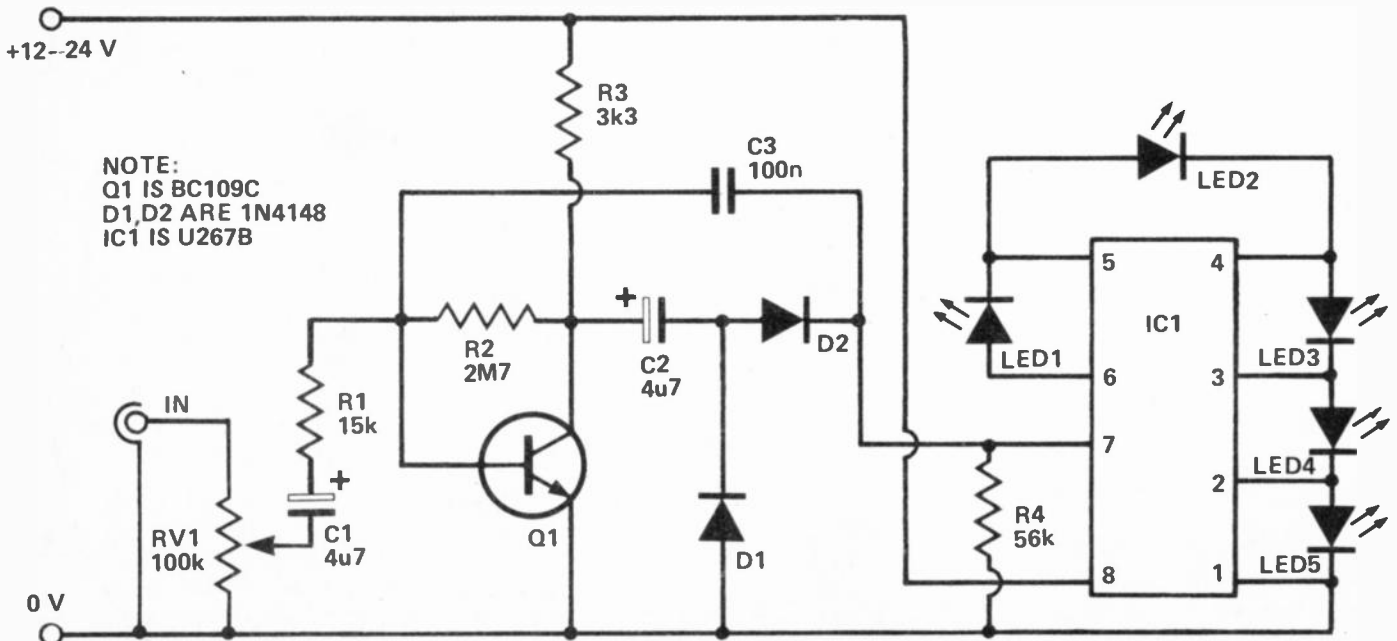 +12--24 V
NOTE:
Q1 IS BC109C
D1,D2 ARE 1N4148
IC1 IS U267B
R3
3k3
C3
100n
LED2
5
4
IC1
R2
2M7
+
C2
4u7
D2
LED1
6
3
LED3
IN
R1
15k
+
C1
4u7
RV1
100k
Q1
D1
7
R4
56k
2
LED4
8
1
LED5
0 V